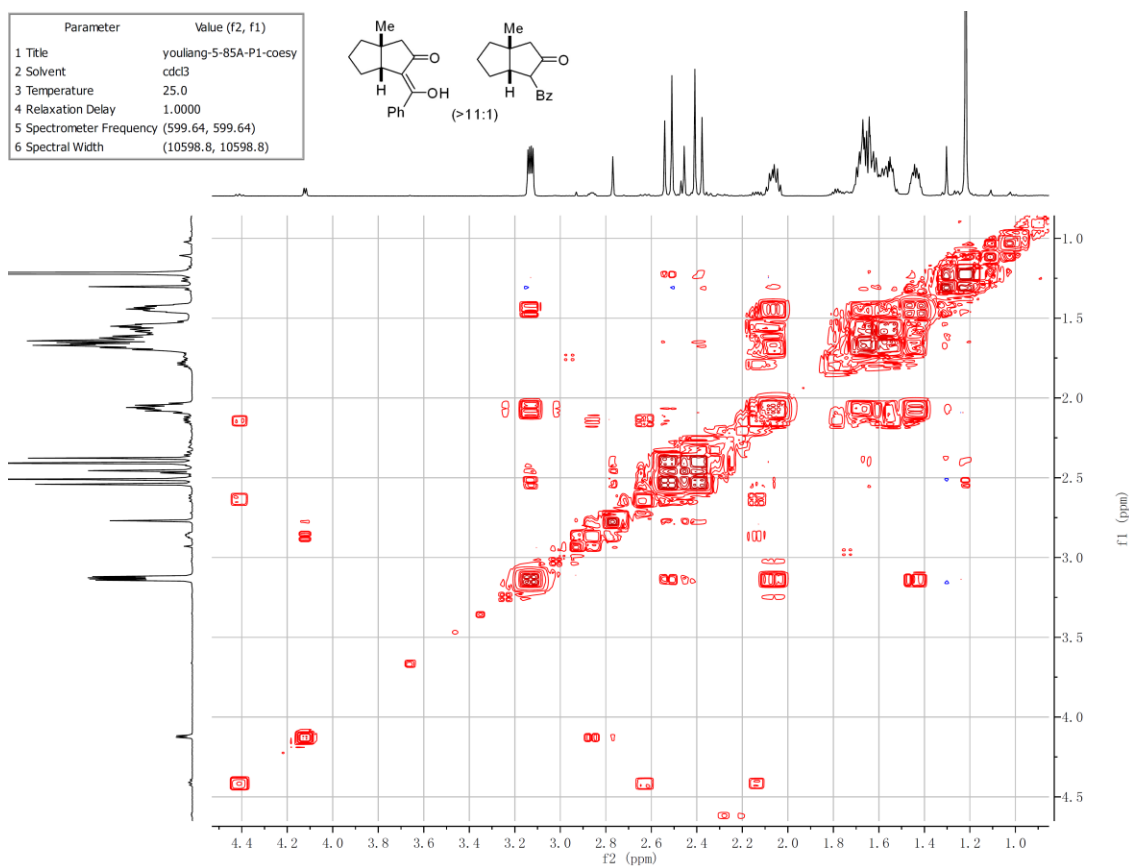 Parameter Value (f2, f1)
1 Title youliang-5-85A-P1-coesy
2 Solvent cdcl3
3 Temperature 25.0
4 Relaxation Delay 1.0000
5 Spectrometer Frequency (599.64, 599.64)
6 Spectral Width (10598.8, 10598.8)
Me
O
H
OH
Ph
(>11:1)
Me
O
H
Bz
1.0
1.5
2.0
2.5
3.0
3.5
4.0
4.5
f1 (ppm)
4.4 4.2 4.0 3.8 3.6 3.4 3.2 3.0 2.8 2.6 2.4 2.2 2.0 1.8 1.6 1.4 1.2 1.0
f2 (ppm)